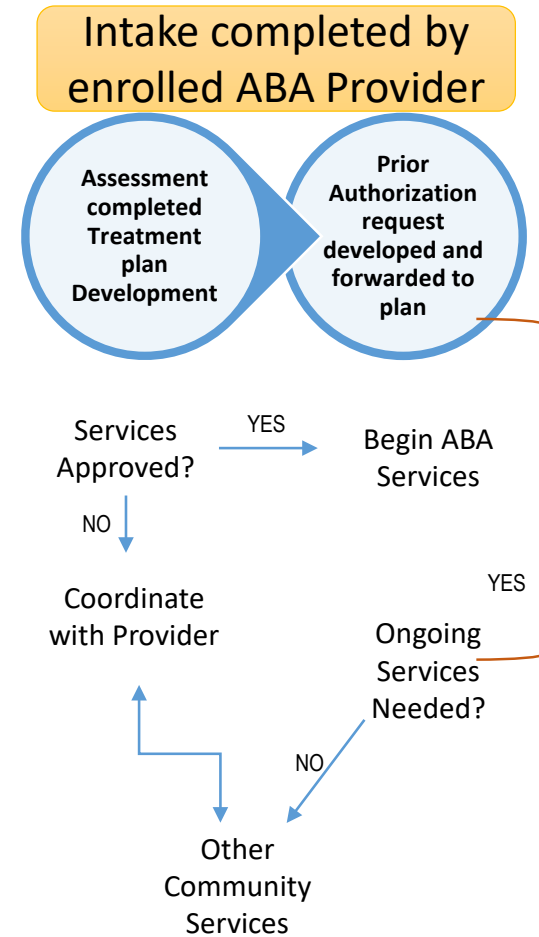 Intake completed by
enrolled ABA Provider
Assessment
completed
Treatment
plan
Development
Prior
Authorization
request
developed and
forwarded to
plan
Services
Approved?
YES
Begin ABA
Services
NO
Coordinate
with Provider
YES
Ongoing
Services
Needed?
NO
Other
Community
Services